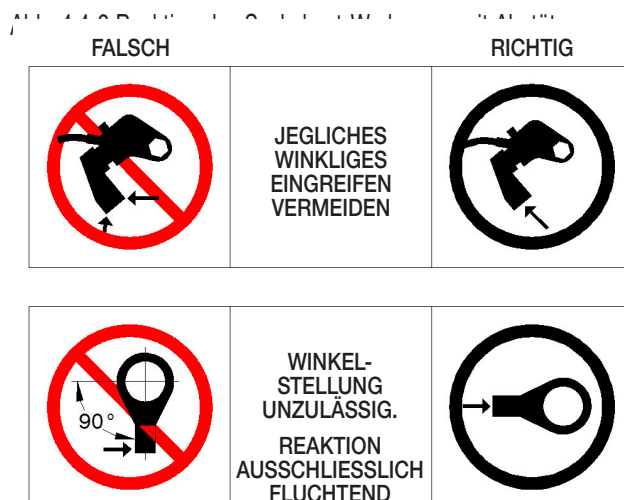 FALSCH
RICHTIG
JEGLICHES
WINKLIGES
EINGREIFEN
VERMEIDEN
90°
WINKEL-
STELLUNG
UNZULÄSSIG.
REAKTION
AUSSCHLIESSLICH
FLUCHTEND